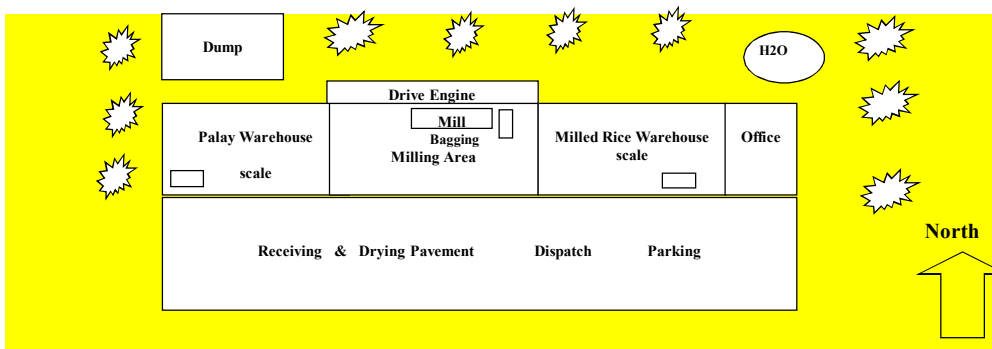 Dump
H2O
Drive Engine
Mill
Bagging
Milling Area
Palay Warehouse
scale
Milled Rice Warehouse
scale
Office
Receiving & Drying Pavement Dispatch Parking
North